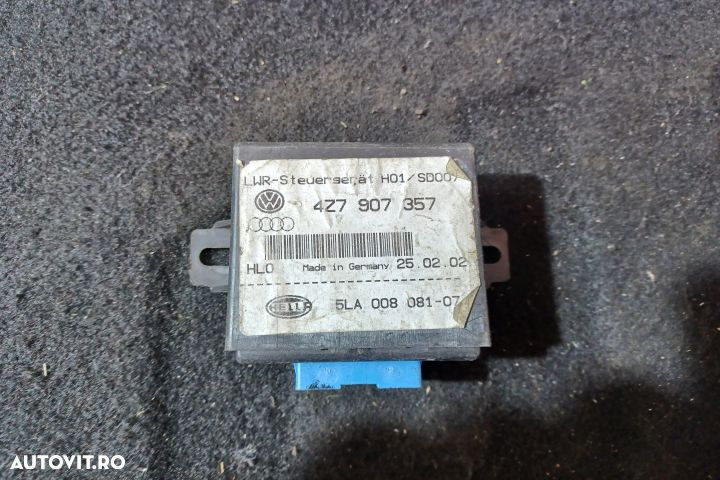 LWR-Steuergerät H01/SD007
4Z7 907 357
HLO Made in Germany 25.02.02
HELLA 5LA 008 081-07
AUTOVIT.RO